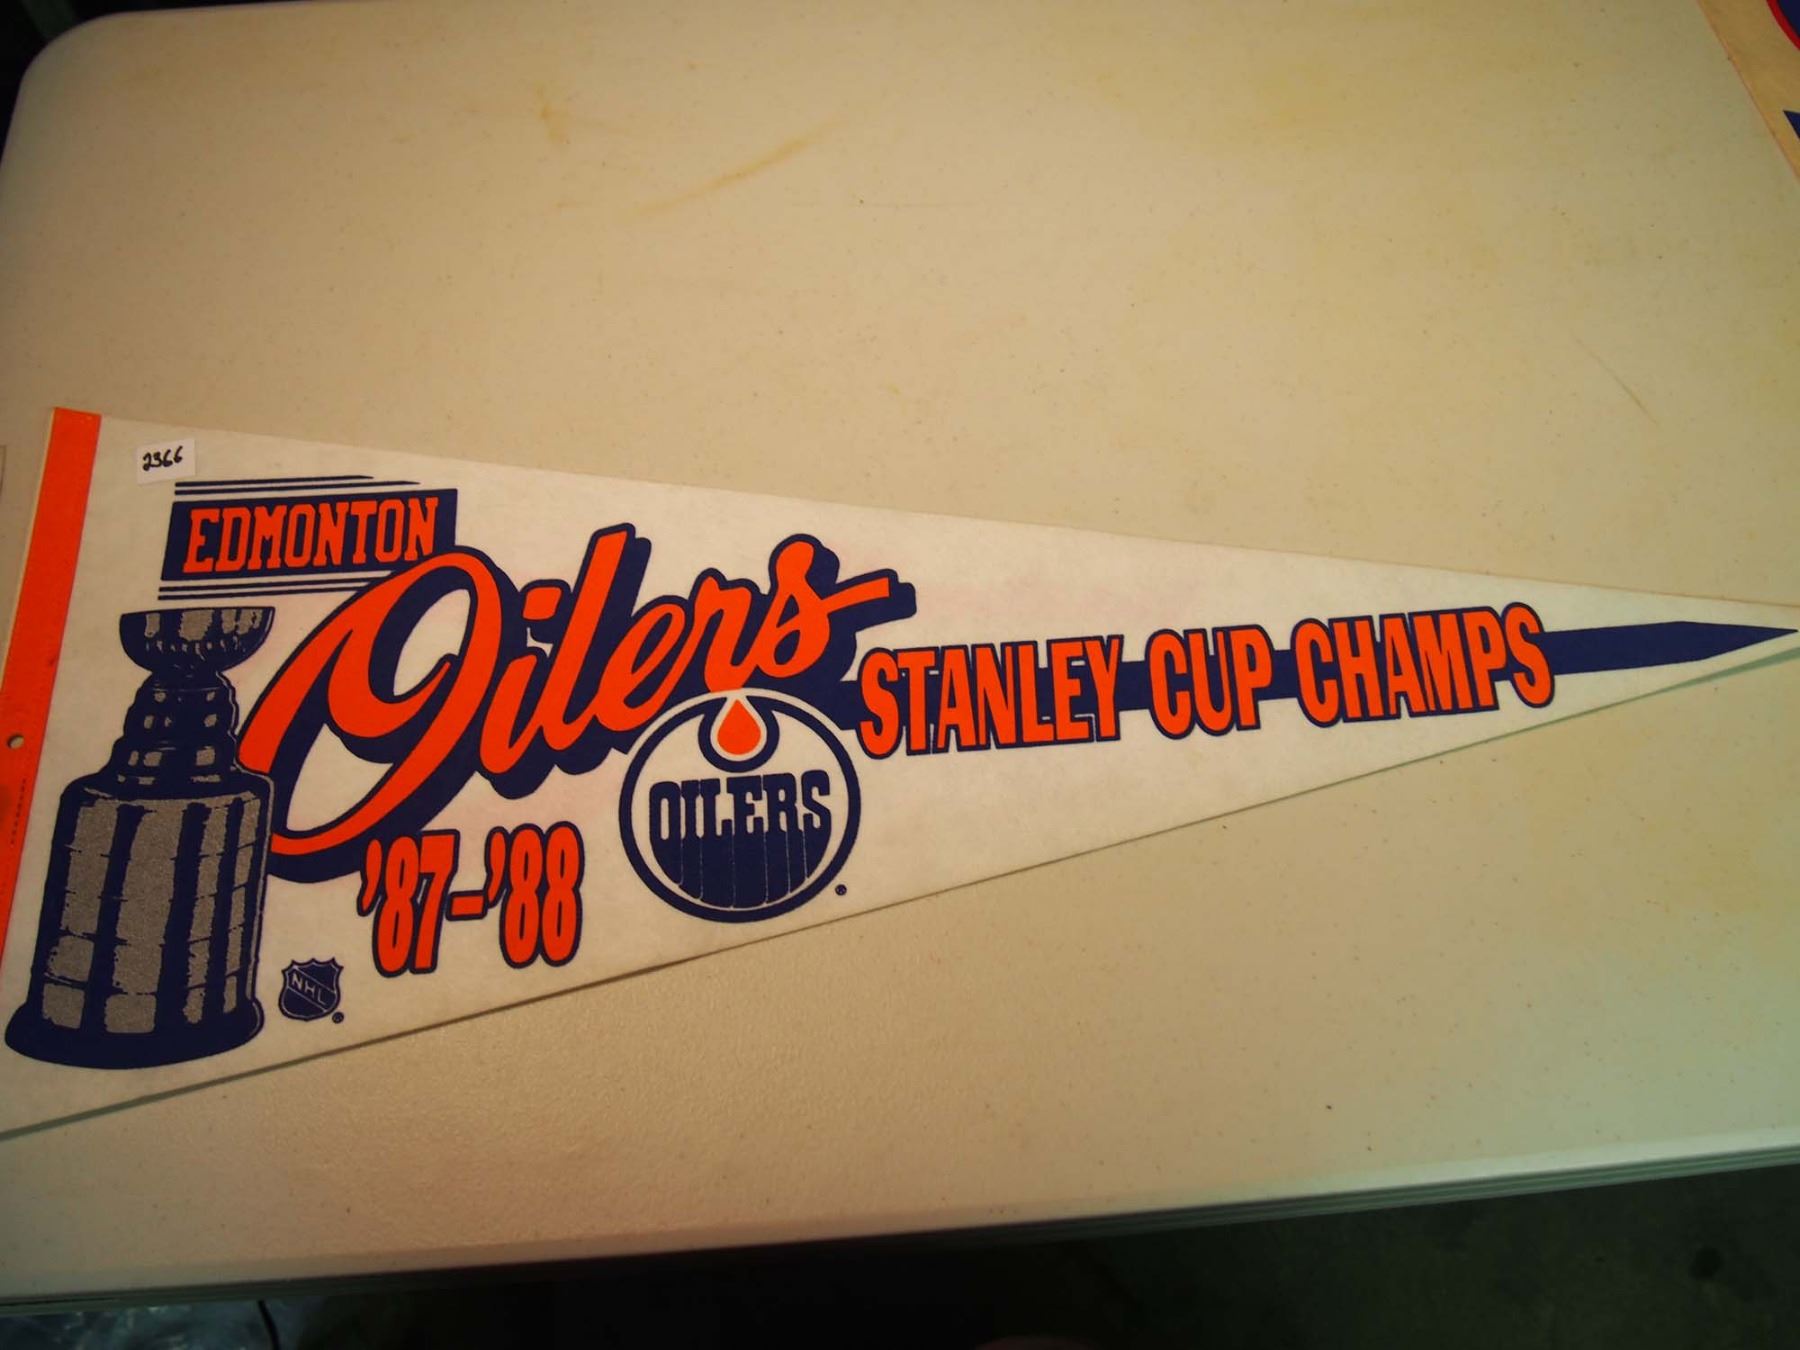 2366
EDMONTON
Oilers
STANLEY CUP CHAMPS
OILERS
'87-'88
NHL